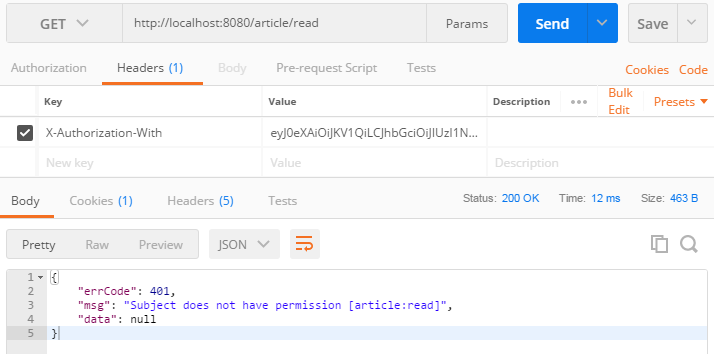 GET http://localhost:8080/article/read Params Send Save
Authorization Headers (1) Body Pre-request Script Tests Cookies Code
Key Value Description ••• Bulk Edit Presets
X-Authorization-With eyJ0eXAiOiJKV1QiLCJhbGciOiJIUzI1N...
New key Value Description
Body Cookies (1) Headers (5) Tests Status: 200 OK Time: 12 ms Size: 463 B
Pretty Raw Preview JSON
1 {
2 "errCode": 401,
3 "msg": "Subject does not have permission [article:read]",
4 "data": null
5 }